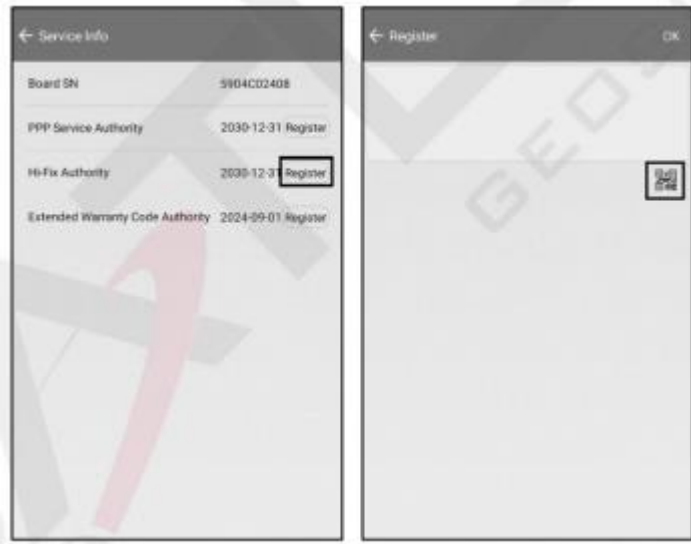 ← Service Info
Board SN 5904C02408
PPP Service Authority 2030-12-31 Register
Hi-Fix Authority 2030-12-31 Register
Extended Warranty Code Authority 2024-09-01 Register
← Register OK
GEOS